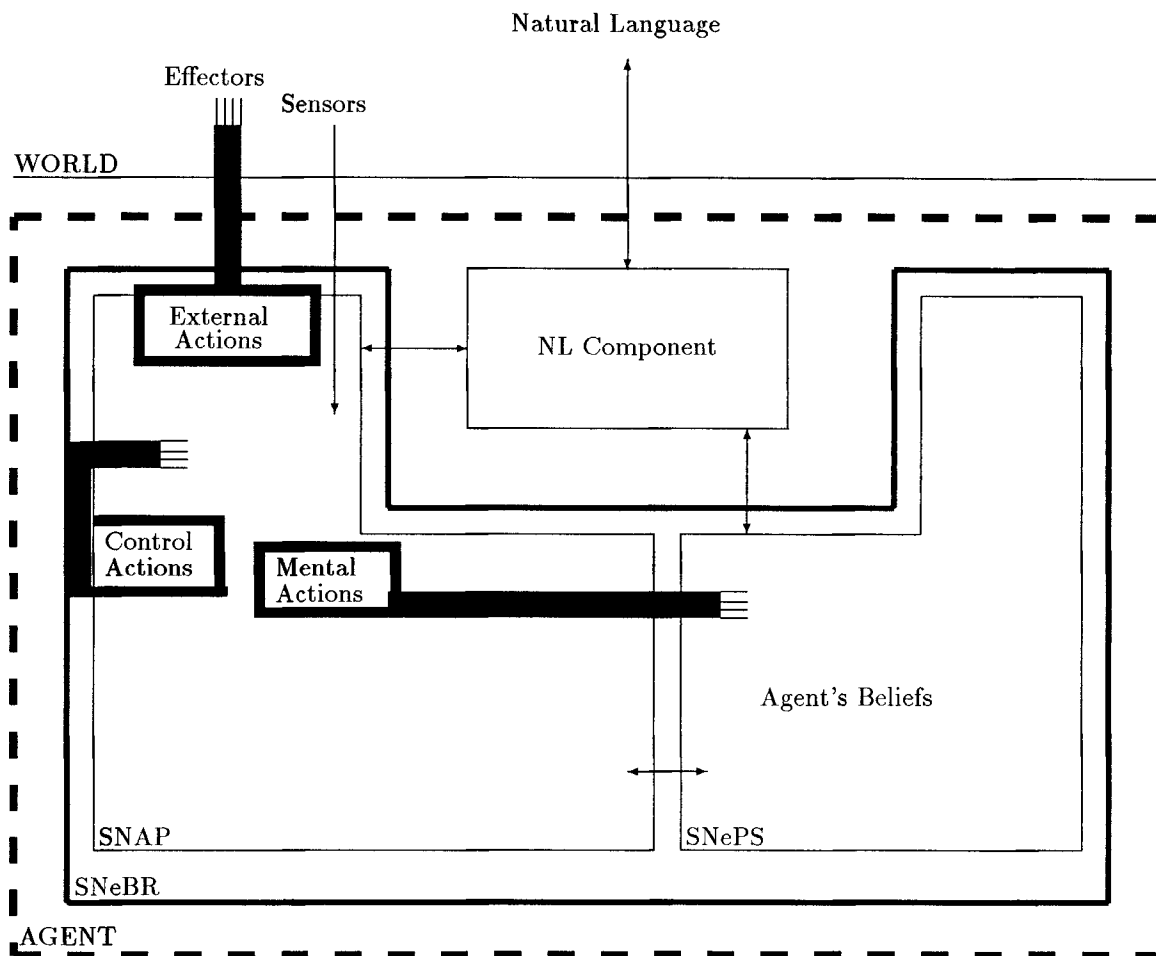 Natural Language
Effectors
Sensors
WORLD
External
Actions
NL Component
Control
Actions
Mental
Actions
Agent's Beliefs
SNAP
SNePS
SNeBR
AGENT